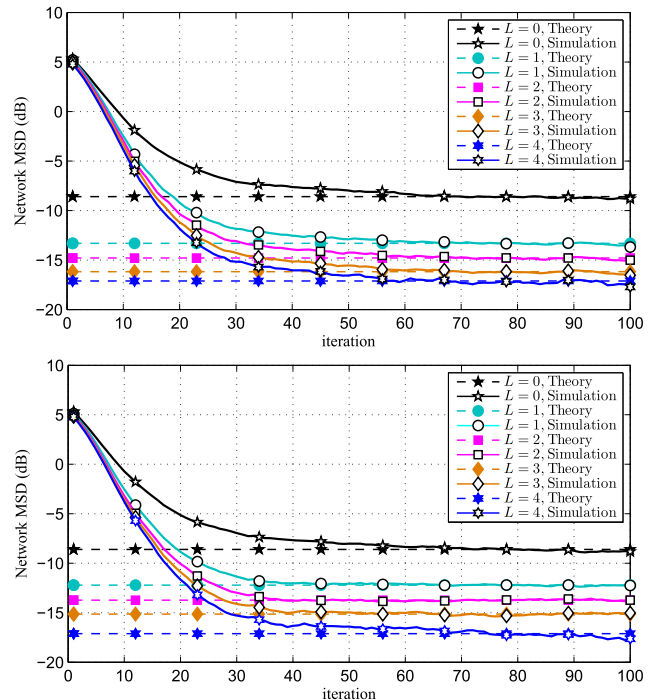 10
5
0
−5
−10
−15
−20
Network MSD (dB)
L = 0, Theory
L = 0, Simulation
L = 1, Theory
L = 1, Simulation
L = 2, Theory
L = 2, Simulation
L = 3, Theory
L = 3, Simulation
L = 4, Theory
L = 4, Simulation
0 10 20 30 40 50 60 70 80 90 100
iteration
10
5
0
−5
−10
−15
−20
Network MSD (dB)
L = 0, Theory
L = 0, Simulation
L = 1, Theory
L = 1, Simulation
L = 2, Theory
L = 2, Simulation
L = 3, Theory
L = 3, Simulation
L = 4, Theory
L = 4, Simulation
0 10 20 30 40 50 60 70 80 90 100
iteration